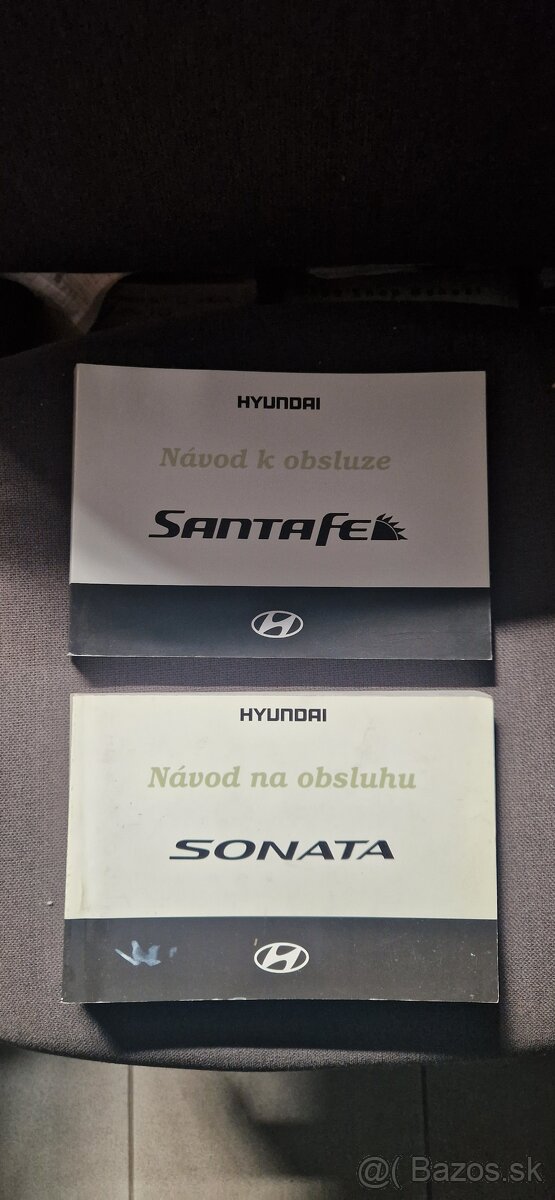 HYUNDAI
Návod k obsluze
SANTAFE
HYUNDAI
Návod na obsluhu
SONATA
@( Bazos.sk